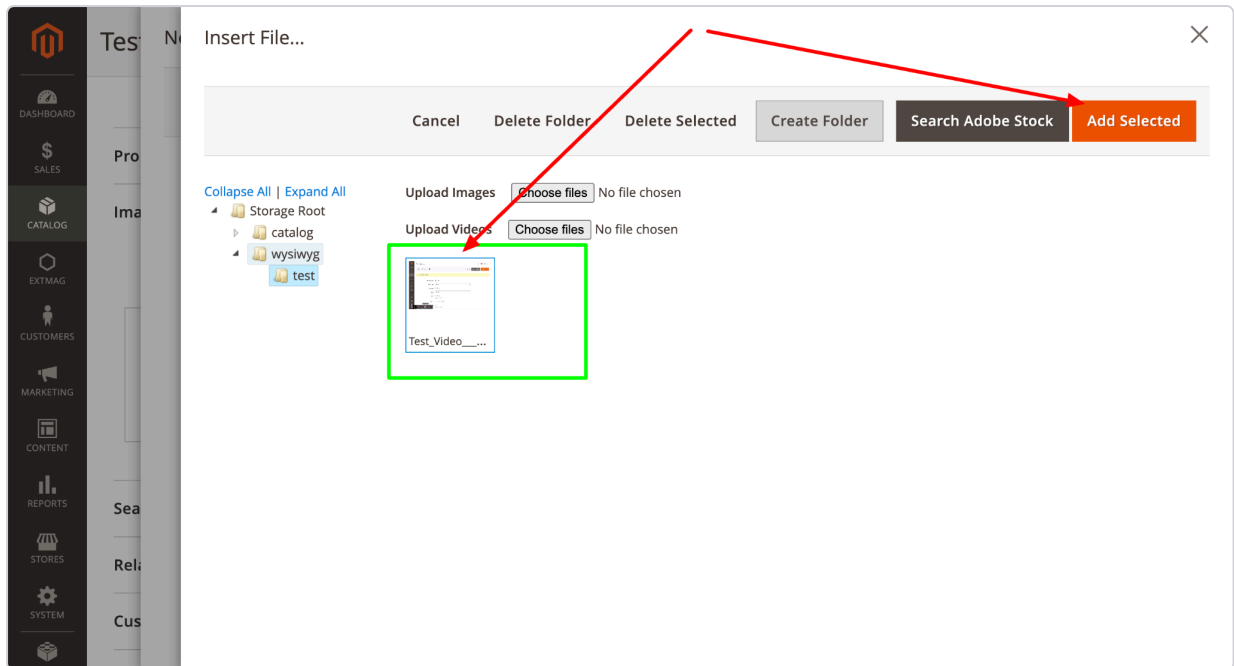 Tes
N
Insert File...
DASHBOARD
Cancel Delete Folder Delete Selected Create Folder Search Adobe Stock Add Selected
$
SALES
Pro
Collapse All | Expand All
Upload Images Choose files No file chosen
Storage Root
Ima
CATALOG
catalog
Upload Videos Choose files No file chosen
wysiwyg
test
EXTMAG
CUSTOMERS
Test_Video___...
MARKETING
CONTENT
REPORTS
Sea
STORES
Rela
SYSTEM
Cus